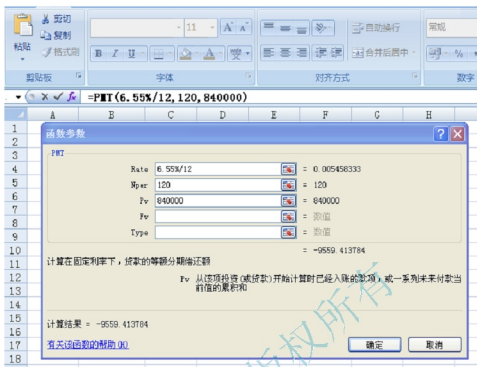 剪切
11
自动换行
常规
复制
粘贴
格式刷
B I U
A
合并后居中
%
剪贴板
字体
对齐方式
数字
=PMT(6.55%/12,120,840000)
A B C D E F G H
1
函数参数
2
3
PMT
4
Rate 6.55%/12 = 0.005458333
5
Nper 120 = 120
6
Pv 840000 = 840000
7
Fv = 数值
8
Type = 数值
9
10
= -9559.413784
11
计算在固定利率下，贷款的等额分期偿还额
12
Pv 从该项投资(或贷款)开始计算时已经入账的款项，或一系列未来付款当
13
前值的累积和
14
15
计算结果 = -9559.413784
16
17
有关该函数的帮助(H)
确定
取消
18
版权所有